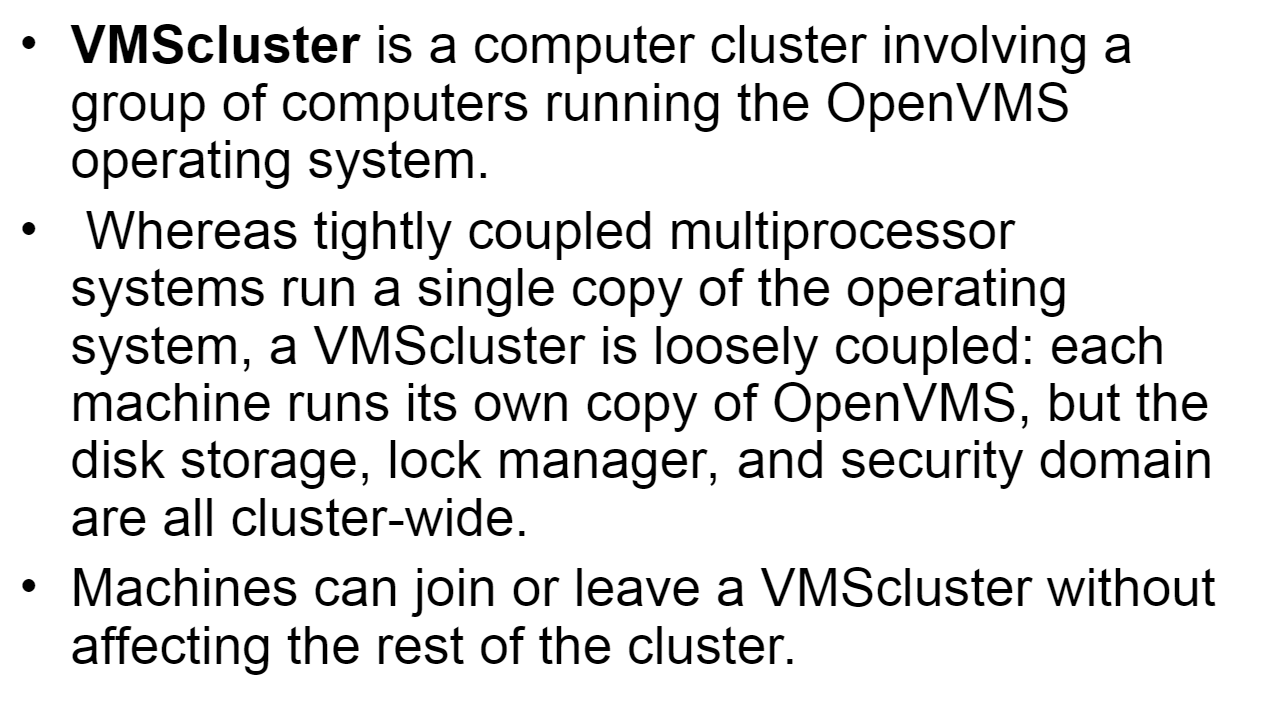 • VMScluster is a computer cluster involving a
group of computers running the OpenVMS
operating system.
• Whereas tightly coupled multiprocessor
systems run a single copy of the operating
system, a VMScluster is loosely coupled: each
machine runs its own copy of OpenVMS, but the
disk storage, lock manager, and security domain
are all cluster-wide.
• Machines can join or leave a VMScluster without
affecting the rest of the cluster.